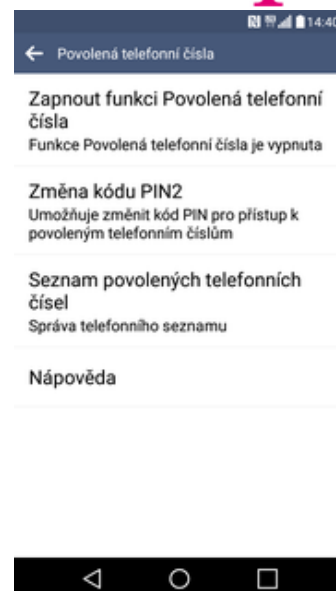 14:40
Povolená telefonní čísla
Zapnout funkci Povolená telefonní
čísla
Funkce Povolená telefonní čísla je vypnuta
Změna kódu PIN2
Umožňuje změnit kód PIN pro přístup k
povoleným telefonním číslům
Seznam povolených telefonních
čísel
Správa telefonního seznamu
Nápověda